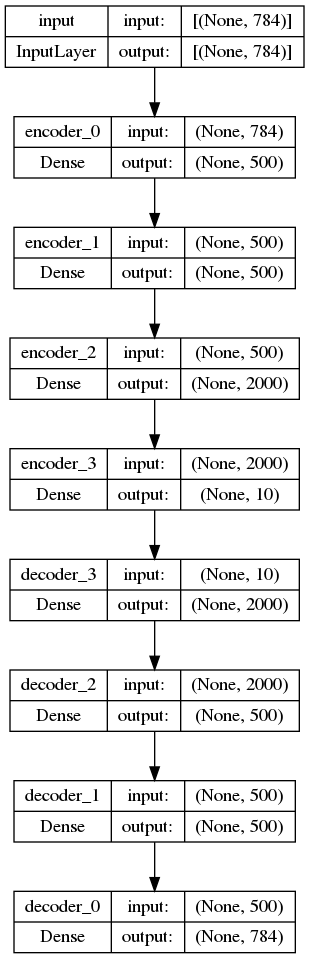 input input: [(None, 784)]
InputLayer output: [(None, 784)]
encoder_0 input: (None, 784)
Dense output: (None, 500)
encoder_1 input: (None, 500)
Dense output: (None, 500)
encoder_2 input: (None, 500)
Dense output: (None, 2000)
encoder_3 input: (None, 2000)
Dense output: (None, 10)
decoder_3 input: (None, 10)
Dense output: (None, 2000)
decoder_2 input: (None, 2000)
Dense output: (None, 500)
decoder_1 input: (None, 500)
Dense output: (None, 500)
decoder_0 input: (None, 500)
Dense output: (None, 784)